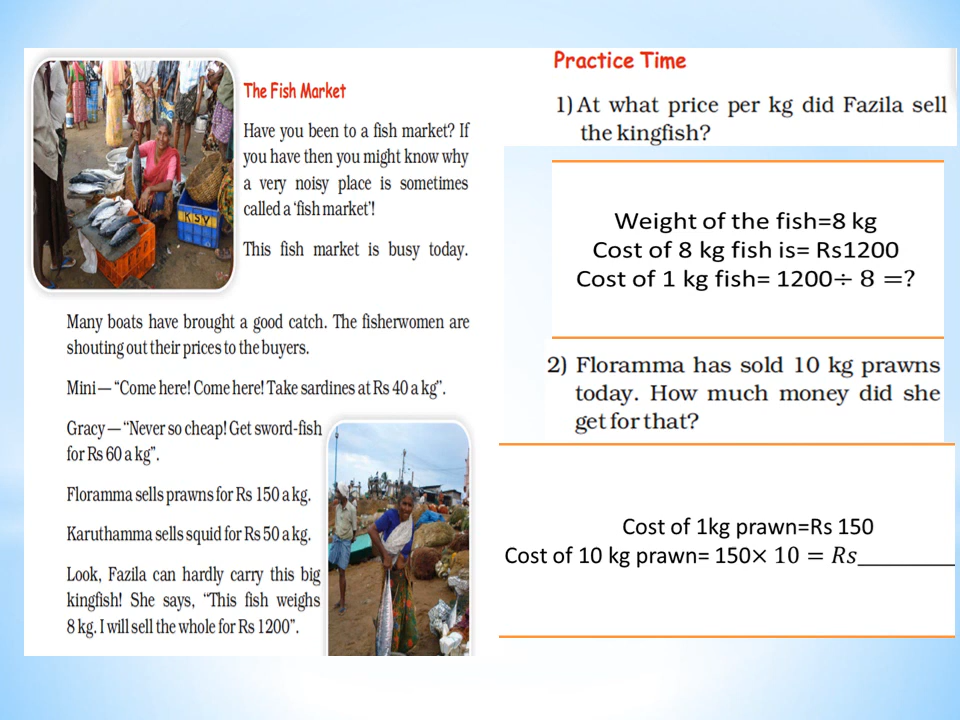 The Fish Market
Have you been to a fish market? If
you have then you might know why
a very noisy place is sometimes
called a ‘fish market’!
This fish market is busy today.
Many boats have brought a good catch. The fisherwomen are
shouting out their prices to the buyers.
Mini — “Come here! Come here! Take sardines at Rs 40 a kg”.
Gracy — “Never so cheap! Get sword-fish
for Rs 60 a kg”.
Floramma sells prawns for Rs 150 a kg.
Karuthamma sells squid for Rs 50 a kg.
Look, Fazila can hardly carry this big
kingfish! She says, “This fish weighs
8 kg. I will sell the whole for Rs 1200”.
KSV
Practice Time
1) At what price per kg did Fazila sell
the kingfish?
Weight of the fish=8 kg
Cost of 8 kg fish is= Rs1200
Cost of 1 kg fish= 1200÷ 8 =?
2) Floramma has sold 10 kg prawns
today. How much money did she
get for that?
Cost of 1kg prawn=Rs 150
Cost of 10 kg prawn= 150× 10 = Rs__________